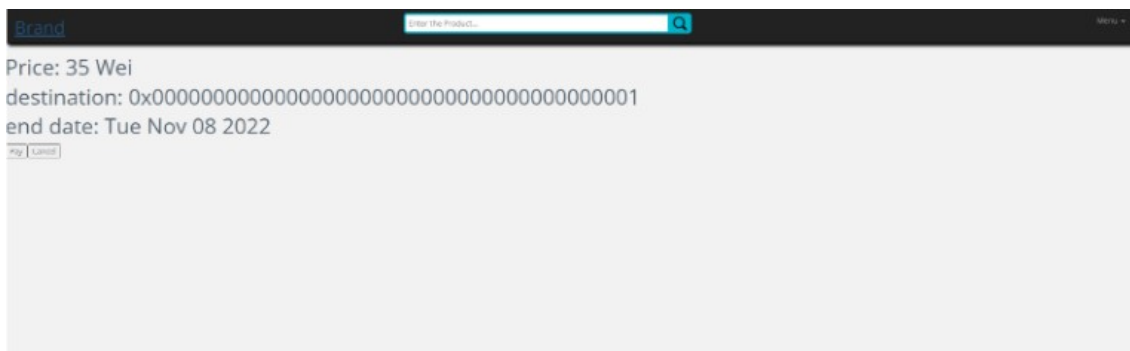 Brand
Enter the Product...
Menu
Price: 35 Wei
destination: 0x0000000000000000000000000000000000000001
end date: Tue Nov 08 2022
Pay Cancel